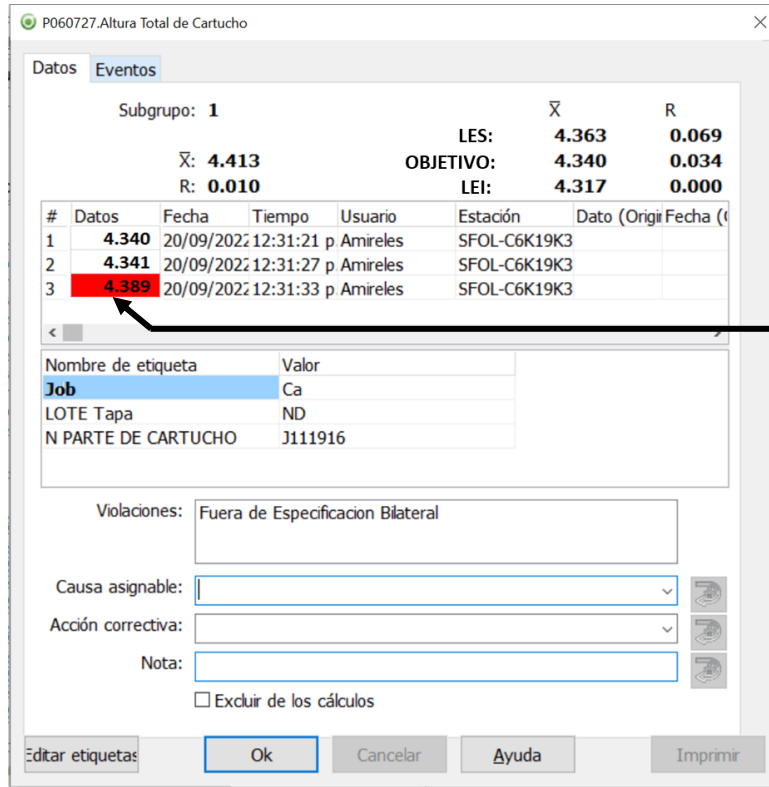 P060727.Altura Total de Cartucho
Datos Eventos
Subgrupo: 1 X̅ R
LES: 4.363 0.069
X̅: 4.413 OBJETIVO: 4.340 0.034
R: 0.010 LEI: 4.317 0.000
# Datos Fecha Tiempo Usuario Estación Dato (Origin Fecha (
1 4.340 20/09/2022 12:31:21 p. Amireles SFOL-C6K19K3
2 4.341 20/09/2022 12:31:27 p. Amireles SFOL-C6K19K3
3 4.389 20/09/2022 12:31:33 p. Amireles SFOL-C6K19K3
Nombre de etiqueta Valor
Job Ca
LOTE Tapa ND
N PARTE DE CARTUCHO J111916
Violaciones: Fuera de Especificacion Bilateral
Causa asignable:
Acción correctiva:
Nota:
Excluir de los cálculos
Editar etiquetas Ok Cancelar Ayuda Imprimir